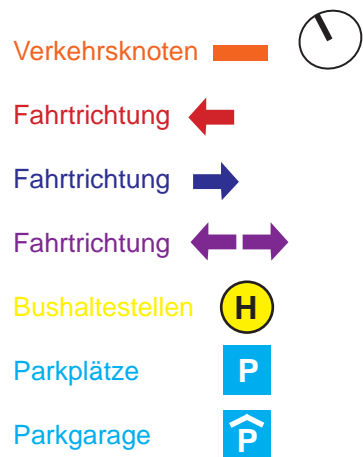 Verkehrsknoten
Fahrtrichtung
Fahrtrichtung
Fahrtrichtung
Bushaltestellen H
Parkplätze P
Parkgarage P